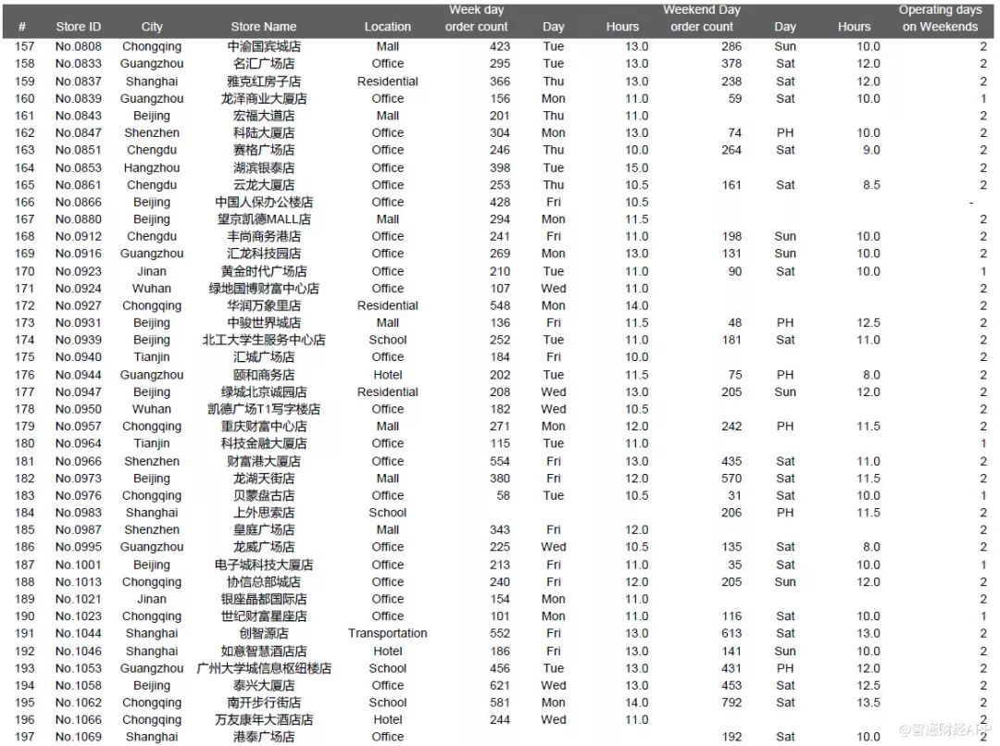 # Store ID City Store Name Location Week day order count Day Hours Weekend Day order count Day Hours Operating days on Weekends
157 No.0808 Chongqing 中渝国宾城店 Mall 423 Tue 13.0 286 Sun 10.0 2
158 No.0833 Guangzhou 名汇广场店 Office 295 Tue 13.0 378 Sat 12.0 2
159 No.0837 Shanghai 雅克红房子店 Residential 366 Thu 13.0 238 Sat 12.0 2
160 No.0839 Guangzhou 龙泽商业大厦店 Office 156 Mon 11.0 59 Sat 10.0 1
161 No.0843 Beijing 宏福大道店 Mall 201 Thu 11.0 2
162 No.0847 Shenzhen 科陆大厦店 Office 304 Mon 13.0 74 PH 10.0 2
163 No.0851 Chengdu 赛格广场店 Office 246 Thu 10.0 264 Sat 9.0 2
164 No.0853 Hangzhou 湖滨银泰店 Office 398 Tue 15.0 2
165 No.0861 Chengdu 云龙大厦店 Office 253 Thu 10.5 161 Sat 8.5 2
166 No.0866 Beijing 中国人保办公楼店 Office 428 Fri 10.5 -
167 No.0880 Beijing 望京凯德MALL店 Mall 294 Mon 11.5 2
168 No.0912 Chengdu 丰尚商务港店 Office 241 Fri 11.0 198 Sun 10.0 2
169 No.0916 Guangzhou 汇龙科技园店 Office 269 Mon 13.0 131 Sun 10.0 2
170 No.0923 Jinan 黄金时代广场店 Office 210 Tue 11.0 90 Sat 10.0 1
171 No.0924 Wuhan 绿地国博财富中心店 Office 107 Wed 11.0 2
172 No.0927 Chongqing 华润万象里店 Residential 548 Mon 14.0 2
173 No.0931 Beijing 中骏世界城店 Mall 136 Fri 11.5 48 PH 12.5 2
174 No.0939 Beijing 北工大学生服务中心店 School 252 Tue 11.0 181 Sat 11.0 2
175 No.0940 Tianjin 汇城广场店 Office 184 Fri 10.0 2
176 No.0944 Guangzhou 颐和商务店 Hotel 202 Tue 11.5 75 PH 8.0 2
177 No.0947 Beijing 绿城北京诚园店 Residential 208 Wed 13.0 205 Sun 12.0 2
178 No.0950 Wuhan 凯德广场T1写字楼店 Office 182 Wed 10.5 2
179 No.0957 Chongqing 重庆财富中心店 Mall 271 Mon 12.0 242 PH 11.5 2
180 No.0964 Tianjin 科技金融大厦店 Office 115 Tue 11.0 1
181 No.0966 Shenzhen 财富港大厦店 Office 554 Fri 13.0 435 Sat 11.0 2
182 No.0973 Beijing 龙湖天街店 Mall 380 Fri 12.0 570 Sat 11.5 2
183 No.0976 Chongqing 贝蒙盘古店 Office 58 Tue 10.5 31 Sat 10.0 1
184 No.0983 Shanghai 上外思索店 School 206 PH 11.5 2
185 No.0987 Shenzhen 皇庭广场店 Mall 343 Fri 12.0 2
186 No.0995 Guangzhou 龙威广场店 Office 225 Wed 10.5 135 Sat 8.0 2
187 No.1001 Beijing 电子城科技大厦店 Office 213 Fri 11.0 35 Sat 10.0 1
188 No.1013 Chongqing 协信总部城店 Office 240 Fri 12.0 205 Sun 12.0 2
189 No.1021 Jinan 银座晶都国际店 Office 154 Mon 11.0 2
190 No.1023 Chongqing 世纪财富星座店 Office 101 Mon 11.0 116 Sat 10.0 1
191 No.1044 Shanghai 创智源店 Transportation 552 Fri 13.0 613 Sat 13.0 2
192 No.1046 Shanghai 如意智慧酒店店 Hotel 186 Fri 13.0 141 Sun 10.0 2
193 No.1053 Guangzhou 广州大学城信息枢纽楼店 School 456 Tue 13.0 431 PH 12.0 2
194 No.1058 Beijing 泰兴大厦店 Office 621 Wed 13.0 453 Sat 12.5 2
195 No.1062 Chongqing 南开步行街店 School 581 Mon 14.0 792 Sat 13.5 2
196 No.1066 Chongqing 万友康年大酒店店 Hotel 244 Wed 11.0 2
197 No.1069 Shanghai 港泰广场店 Office 192 Sat 10.0 2
@智通财经APP